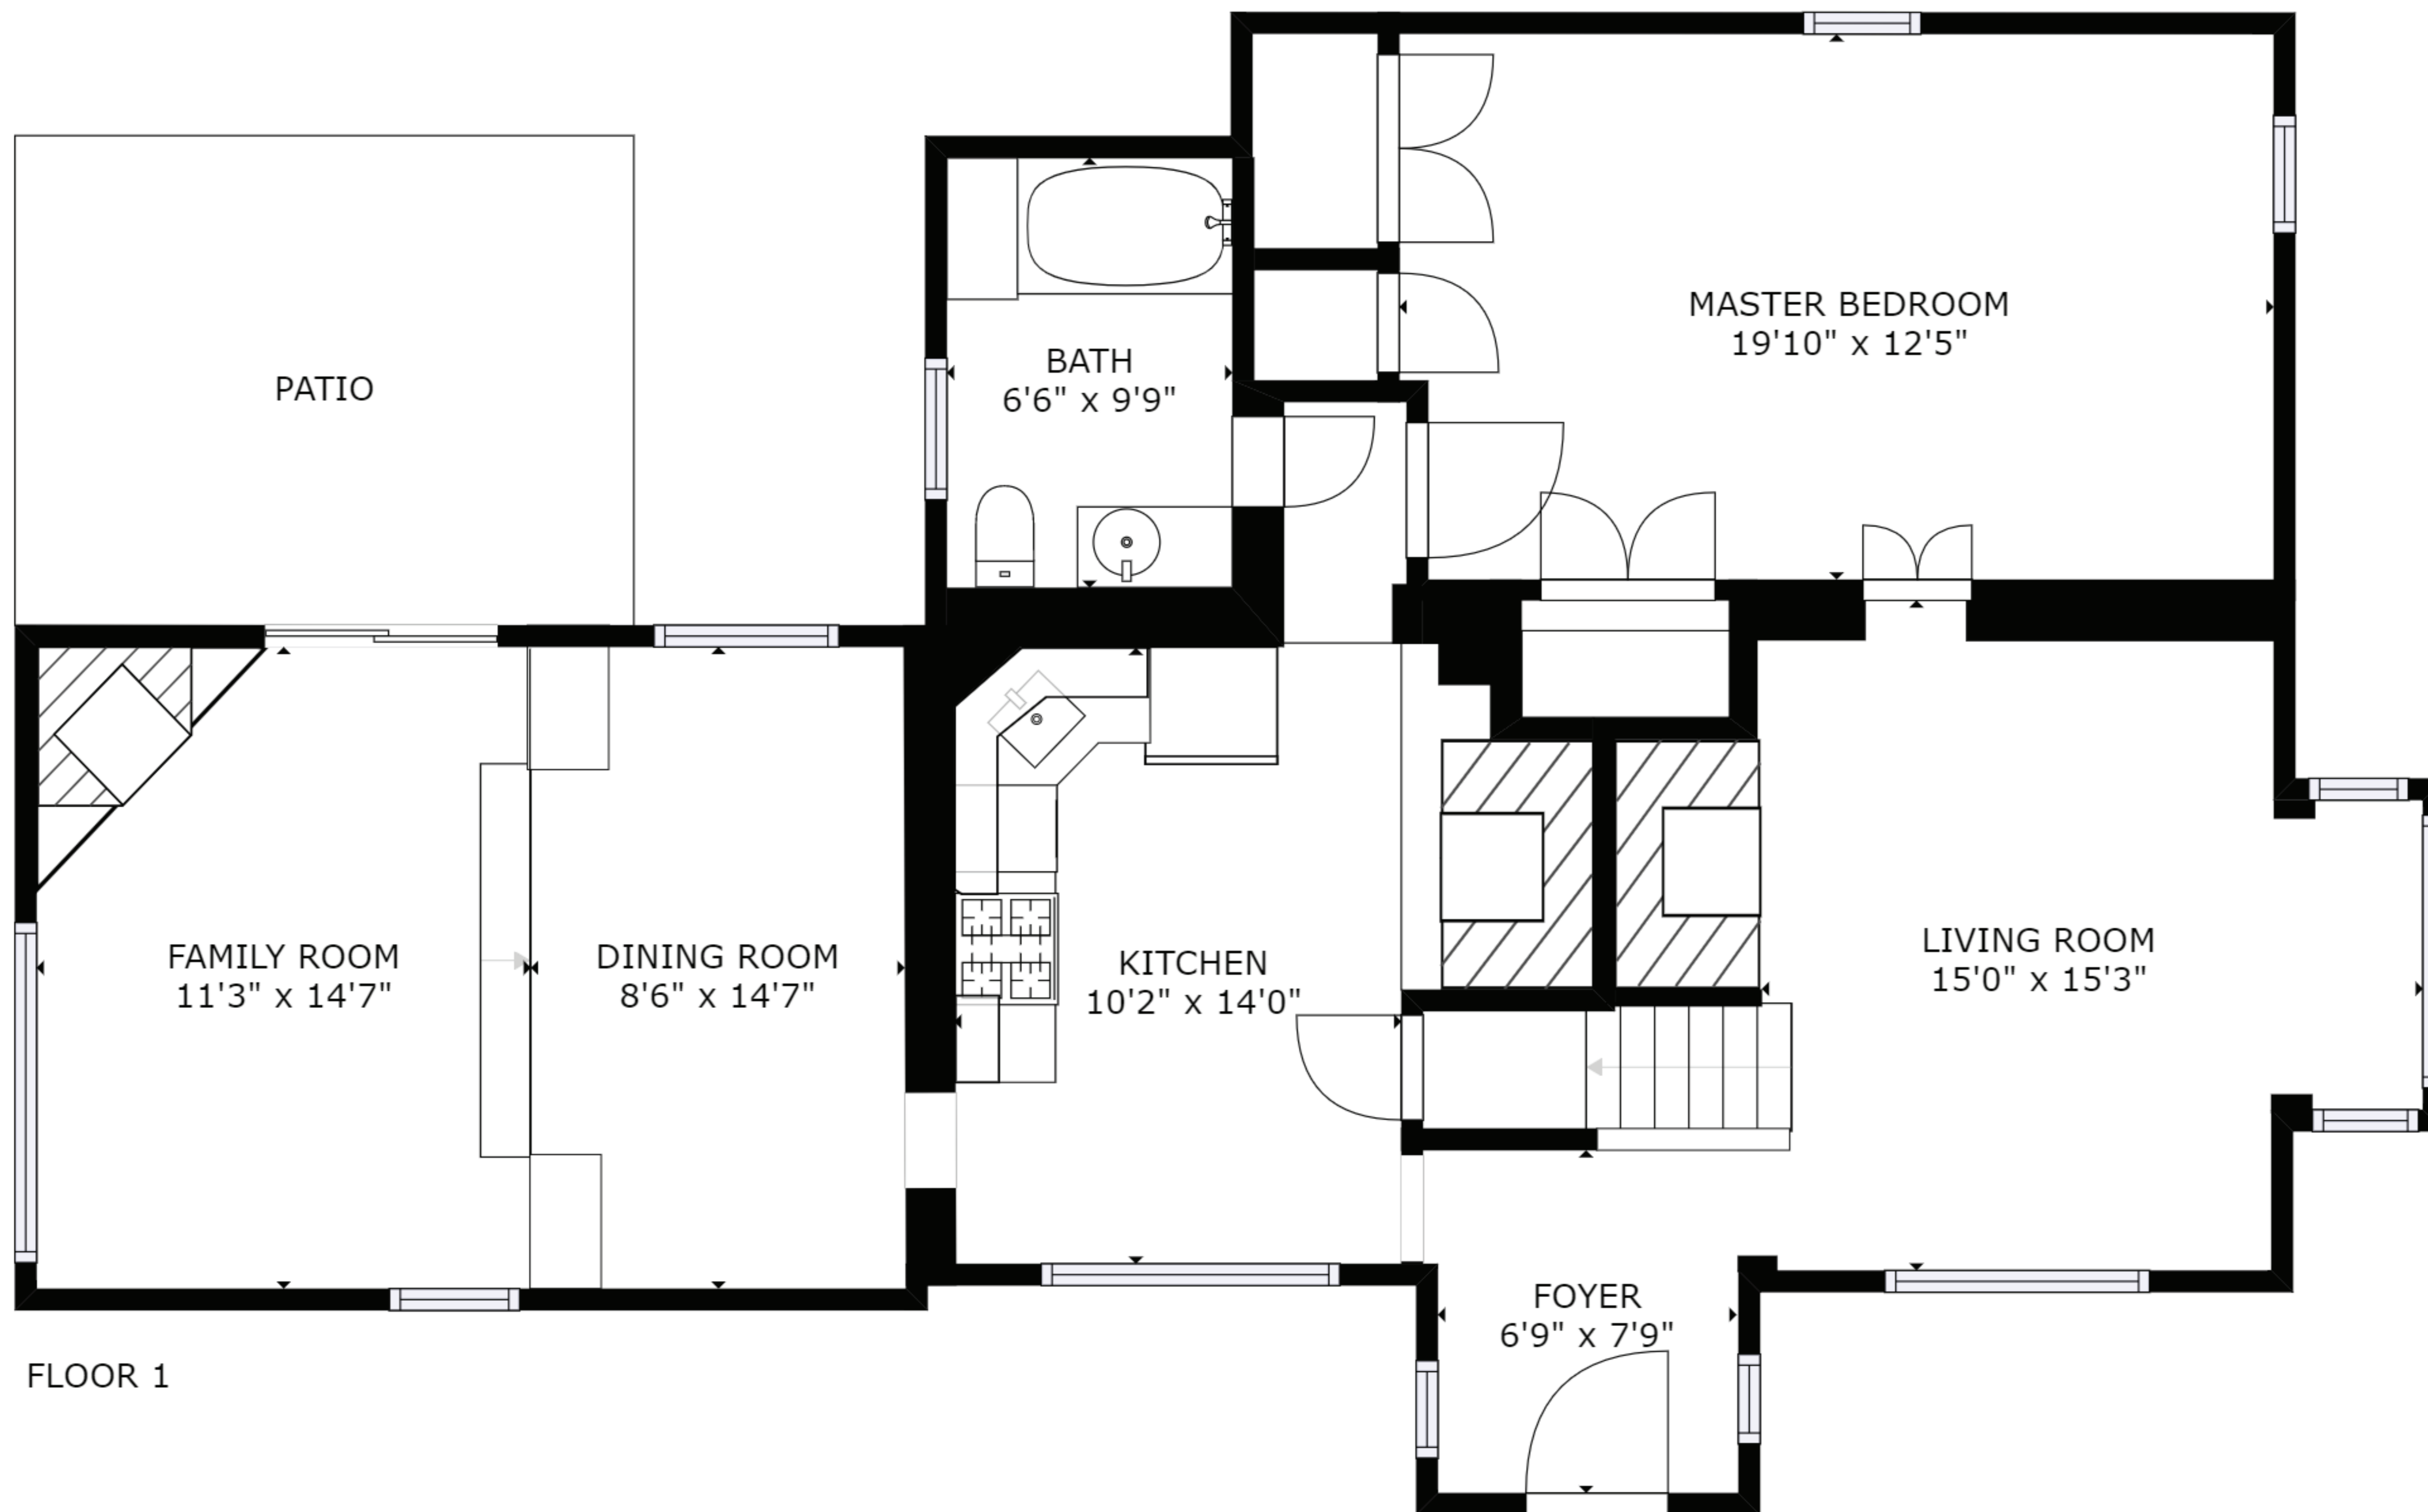 MASTER BEDROOM
19'10" x 12'5"
BATH
6'6" x 9'9"
PATIO
FAMILY ROOM
11'3" x 14'7"
DINING ROOM
8'6" x 14'7"
KITCHEN
10'2" x 14'0"
LIVING ROOM
15'0" x 15'3"
FOYER
6'9" x 7'9"
FLOOR 1